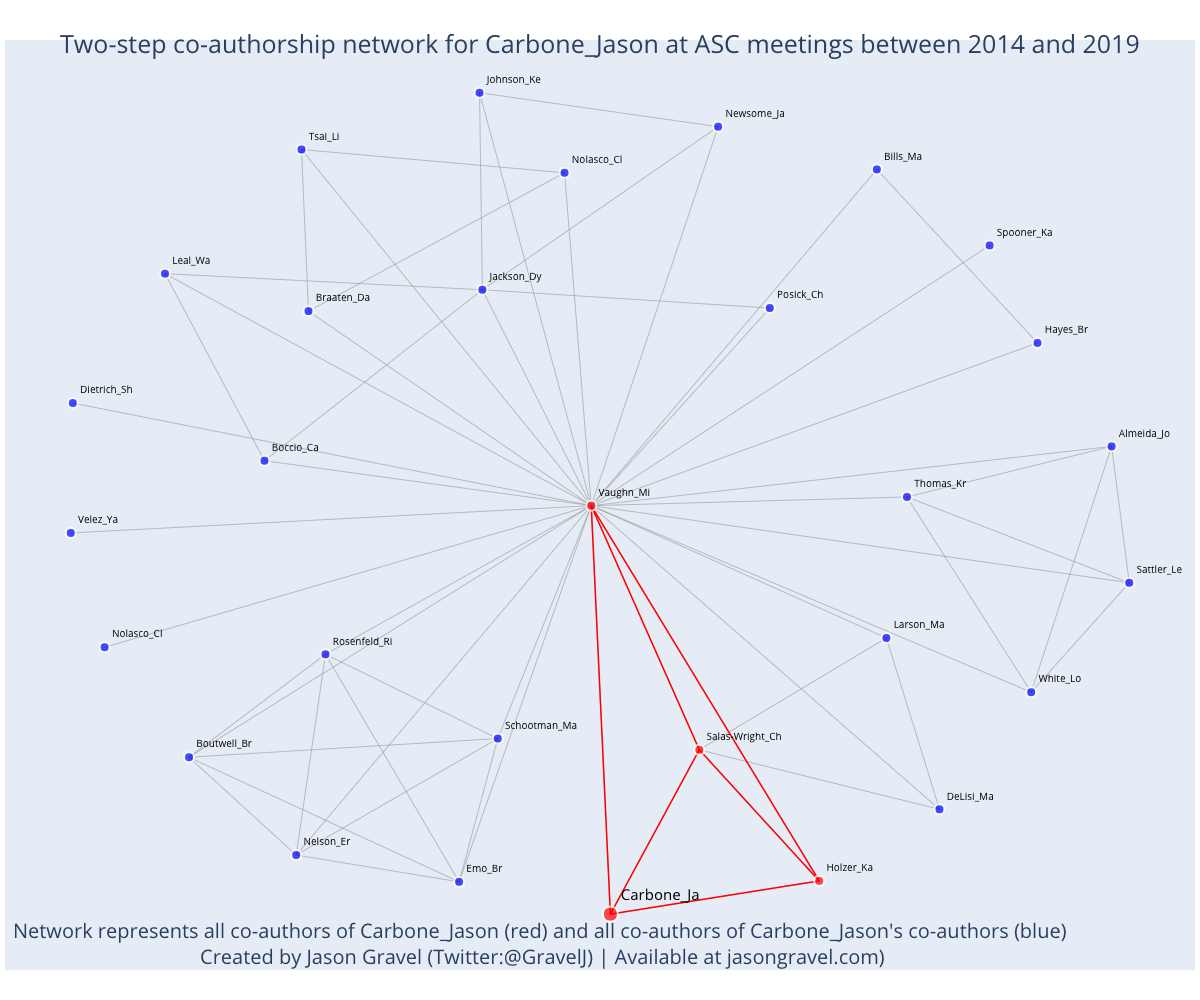 Two-step co-authorship network for Carbone_Jason at ASC meetings between 2014 and 2019
Johnson_Ke
Newsome_Ja
Tsai_Li
Nolasco_Cl
Bills_Ma
Spooner_Ka
Leal_Wa
Jackson_Dy
Braaten_Da
Posick_Ch
Hayes_Br
Dietrich_Sh
Almeida_Jo
Boccio_Ca
Thomas_Kr
Vaughn_Mi
Velez_Ya
Sattler_Le
Larson_Ma
Nolasco_Cl
Rosenfeld_Ri
White_Lo
Schootman_Ma
Salas-Wright_Ch
Boutwell_Br
DeLisi_Ma
Nelson_Er
Emo_Br
Holzer_Ka
Carbone_Ja
Network represents all co-authors of Carbone_Jason (red) and all co-authors of Carbone_Jason's co-authors (blue)
Created by Jason Gravel (Twitter:@GravelJ) | Available at jasongravel.com)